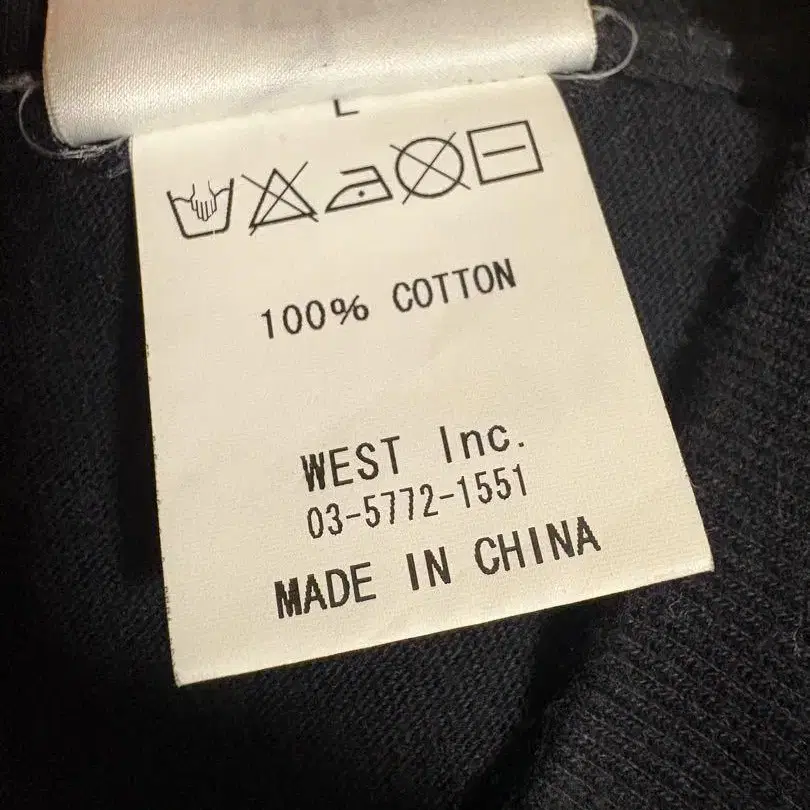 L
100% COTTON
WEST Inc.
03-5772-1551
MADE IN CHINA